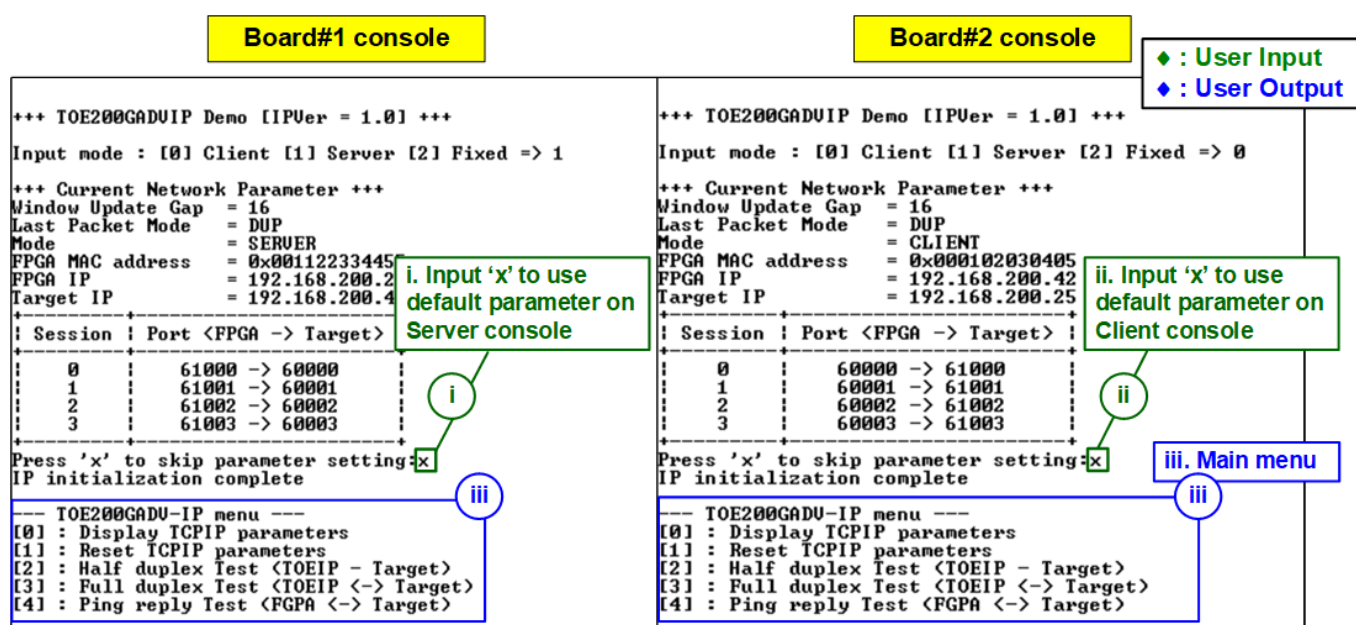 Board#1 console
Board#2 console
♦ : User Input
♦ : User Output
+++ TOE200GADVIP Demo [IPVer = 1.0] +++
Input mode : [0] Client [1] Server [2] Fixed => 1
+++ Current Network Parameter +++
Window Update Gap = 16
Last Packet Mode = DUP
Mode = SERVER
FPGA MAC address = 0x00112233445
FPGA IP = 192.168.200.2
Target IP = 192.168.200.4
Session | Port <FPGA -> Target>
0 | 61000 -> 60000
1 | 61001 -> 60001
2 | 61002 -> 60002
3 | 61003 -> 60003
Press 'x' to skip parameter setting:x
IP initialization complete
--- TOE200GADV-IP menu ---
[0] : Display TCPIP parameters
[1] : Reset TCPIP parameters
[2] : Half duplex Test <TOEIP - Target>
[3] : Full duplex Test <TOEIP <-> Target>
[4] : Ping reply Test <FGPA <-> Target>
i. Input ‘x’ to use
default parameter on
Server console
i
iii
+++ TOE200GADVIP Demo [IPVer = 1.0] +++
Input mode : [0] Client [1] Server [2] Fixed => 0
+++ Current Network Parameter +++
Window Update Gap = 16
Last Packet Mode = DUP
Mode = CLIENT
FPGA MAC address = 0x000102030405
FPGA IP = 192.168.200.42
Target IP = 192.168.200.25
| Session | Port <FPGA -> Target> |
| 0 | 60000 -> 61000 |
| 1 | 60001 -> 61001 |
| 2 | 60002 -> 61002 |
| 3 | 60003 -> 61003 |
Press 'x' to skip parameter setting:x
IP initialization complete
--- TOE200GADV-IP menu ---
[0] : Display TCPIP parameters
[1] : Reset TCPIP parameters
[2] : Half duplex Test <TOEIP - Target>
[3] : Full duplex Test <TOEIP <-> Target>
[4] : Ping reply Test <FGPA <-> Target>
ii. Input ‘x’ to use
default parameter on
Client console
ii
iii. Main menu
iii